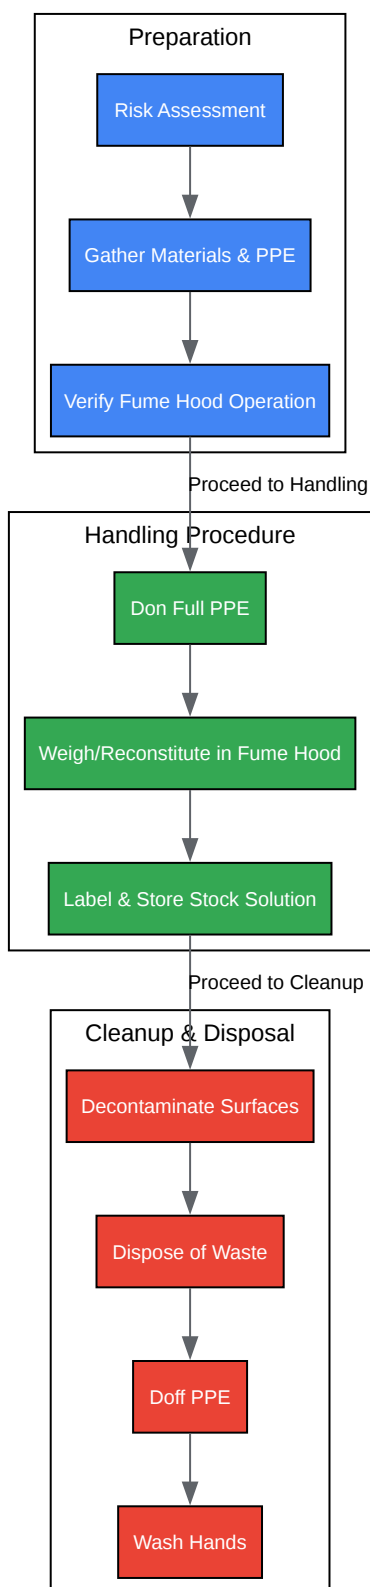 Preparation
Risk Assessment
Gather Materials & PPE
Verify Fume Hood Operation
Proceed to Handling
Handling Procedure
Don Full PPE
Weigh/Reconstitute in Fume Hood
Label & Store Stock Solution
Proceed to Cleanup
Cleanup & Disposal
Decontaminate Surfaces
Dispose of Waste
Doff PPE
Wash Hands